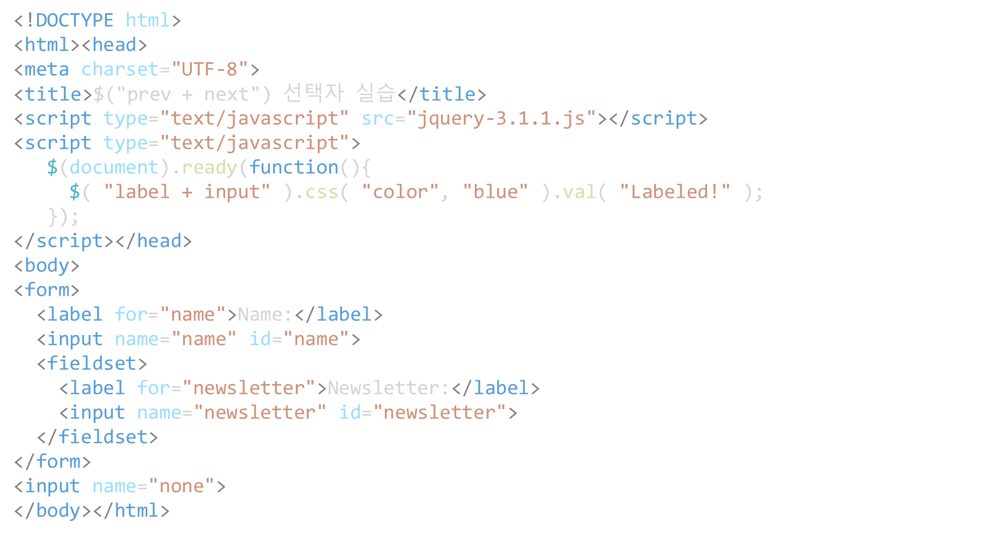 <!DOCTYPE html>
<html><head>
<meta charset="UTF-8">
<title>$("prev + next") 선택자 실습</title>
<script type="text/javascript" src="jquery-3.1.1.js"></script>
<script type="text/javascript">
   $(document).ready(function(){
     $( "label + input" ).css( "color", "blue" ).val( "Labeled!" );
   });
</script></head>
<body>
<form>
  <label for="name">Name:</label>
  <input name="name" id="name">
  <fieldset>
    <label for="newsletter">Newsletter:</label>
    <input name="newsletter" id="newsletter">
  </fieldset>
</form>
<input name="none">
</body></html>